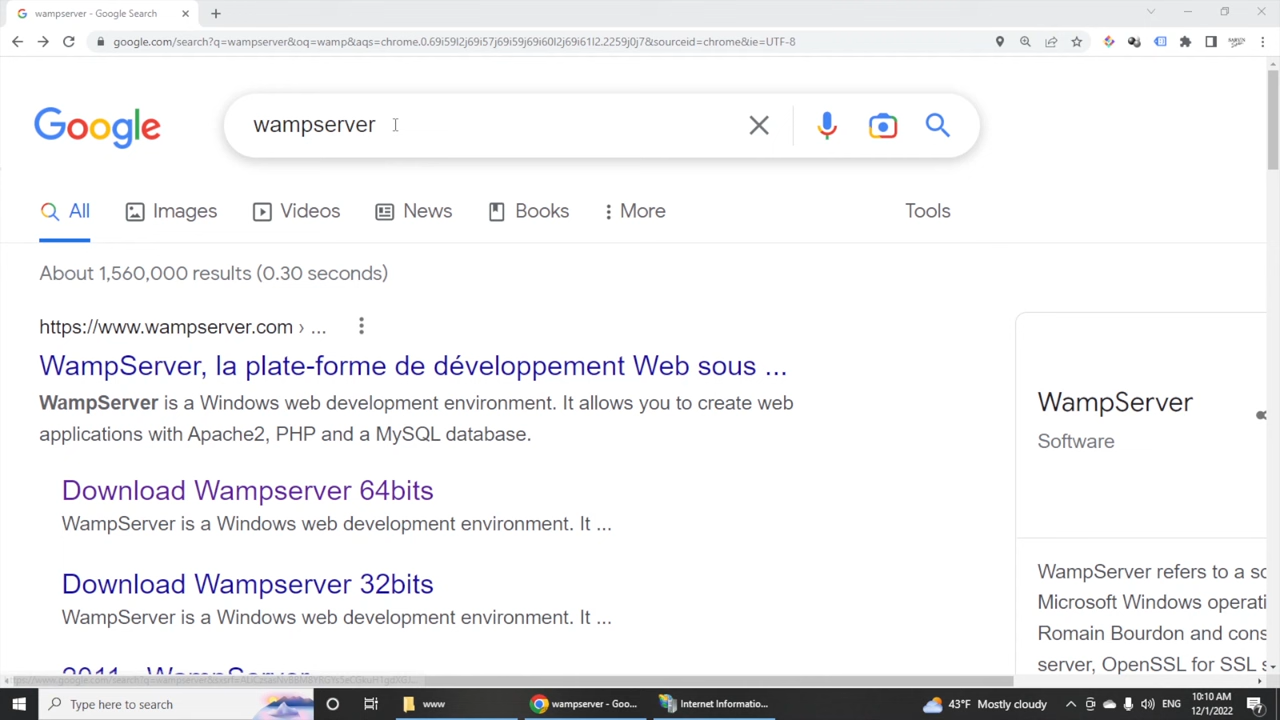 wampserver - Google Search
google.com/search?q=wampserver&oq=wamp&aqs=chrome.0.69i59l2j69i57j69i59j69i60l2j69i61l2.2259j0j7&sourceid=chrome&ie=UTF-8
Google
wampserver
All
Images
Videos
News
Books
More
Tools
About 1,560,000 results (0.30 seconds)
https://www.wampserver.com › ...
WampServer, la plate-forme de développement Web sous ...
WampServer is a Windows web development environment. It allows you to create web
applications with Apache2, PHP and a MySQL database.
Download Wampserver 64bits
WampServer is a Windows web development environment. It ...
Download Wampserver 32bits
WampServer is a Windows web development environment. It ...
2011 - WampServer
WampServer
Software
WampServer refers to a so
Microsoft Windows operati
Romain Bourdon and cons
server, OpenSSL for SSL s
Type here to search
www
wampserver - Goo...
Internet Informatio...
43°F Mostly cloudy
ENG
10:10 AM
12/1/2022